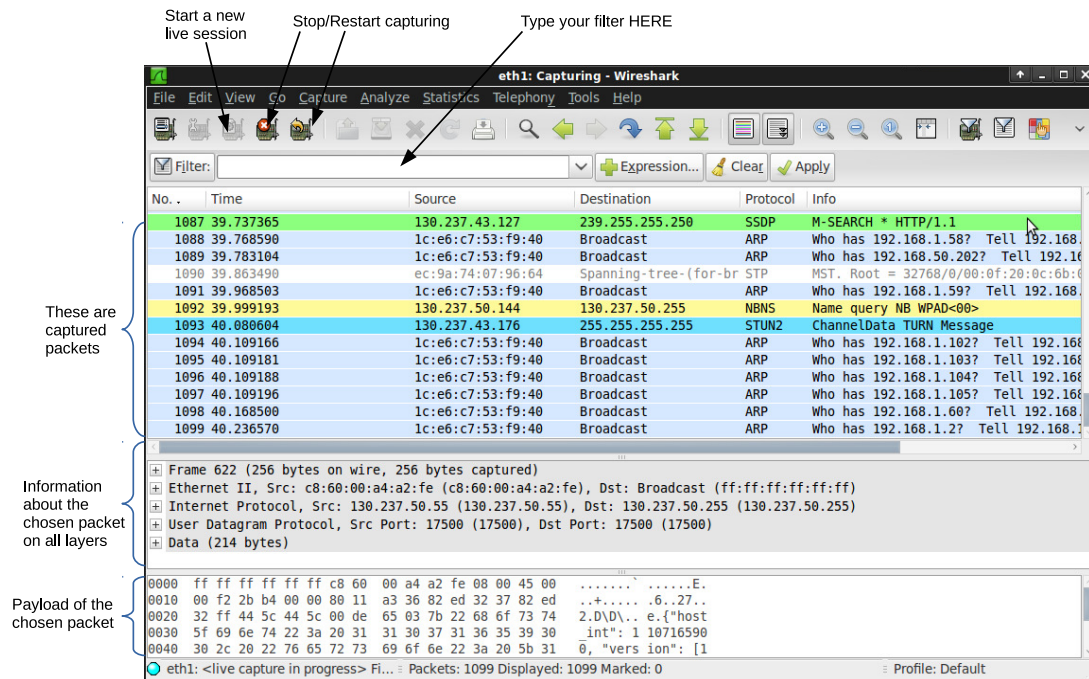 Start a new
live session
Stop/Restart capturing
Type your filter HERE
eth1: Capturing - Wireshark
File Edit View Go Capture Analyze Statistics Telephony Tools Help
Filter:
Expression... Clear Apply
No. . Time Source Destination Protocol Info
1087 39.737365 130.237.43.127 239.255.255.250 SSDP M-SEARCH * HTTP/1.1
1088 39.768590 1c:e6:c7:53:f9:40 Broadcast ARP Who has 192.168.1.58? Tell 192.168.
1089 39.783104 1c:e6:c7:53:f9:40 Broadcast ARP Who has 192.168.50.202? Tell 192.16
1090 39.863490 ec:9a:74:07:96:64 Spanning-tree-(for-br STP MST. Root = 32768/0/00:0f:20:0c:6b:
1091 39.968503 1c:e6:c7:53:f9:40 Broadcast ARP Who has 192.168.1.59? Tell 192.168.
1092 39.999193 130.237.50.144 130.237.50.255 NBNS Name query NB WPAD<00>
1093 40.080604 130.237.43.176 255.255.255.255 STUN2 ChannelData TURN Message
1094 40.109166 1c:e6:c7:53:f9:40 Broadcast ARP Who has 192.168.1.102? Tell 192.168
1095 40.109181 1c:e6:c7:53:f9:40 Broadcast ARP Who has 192.168.1.103? Tell 192.168
1096 40.109188 1c:e6:c7:53:f9:40 Broadcast ARP Who has 192.168.1.104? Tell 192.168
1097 40.109196 1c:e6:c7:53:f9:40 Broadcast ARP Who has 192.168.1.105? Tell 192.168
1098 40.168500 1c:e6:c7:53:f9:40 Broadcast ARP Who has 192.168.1.60? Tell 192.168.
1099 40.236570 1c:e6:c7:53:f9:40 Broadcast ARP Who has 192.168.1.2? Tell 192.168.1
These are
captured
packets
Frame 622 (256 bytes on wire, 256 bytes captured)
Ethernet II, Src: c8:60:00:a4:a2:fe (c8:60:00:a4:a2:fe), Dst: Broadcast (ff:ff:ff:ff:ff:ff)
Internet Protocol, Src: 130.237.50.55 (130.237.50.55), Dst: 130.237.50.255 (130.237.50.255)
User Datagram Protocol, Src Port: 17500 (17500), Dst Port: 17500 (17500)
Data (214 bytes)
Information
about the
chosen packet
on all layers
0000 ff ff ff ff ff ff c8 60 00 a4 a2 fe 08 00 45 00 .......` ......E.
0010 00 f2 2b b4 00 00 80 11 a3 36 82 ed 32 37 82 ed ..+..... .6..27..
0020 32 ff 44 5c 44 5c 00 de 65 03 7b 22 68 6f 73 74 2.D\D\.. e.{"host
0030 5f 69 6e 74 22 3a 20 31 31 30 37 31 36 35 39 30 _int": 1 10716590
0040 30 2c 20 22 76 65 72 73 69 6f 6e 22 3a 20 5b 31 0, "vers ion": [1
Payload of the
chosen packet
eth1: <live capture in progress> Fi... Packets: 1099 Displayed: 1099 Marked: 0 Profile: Default